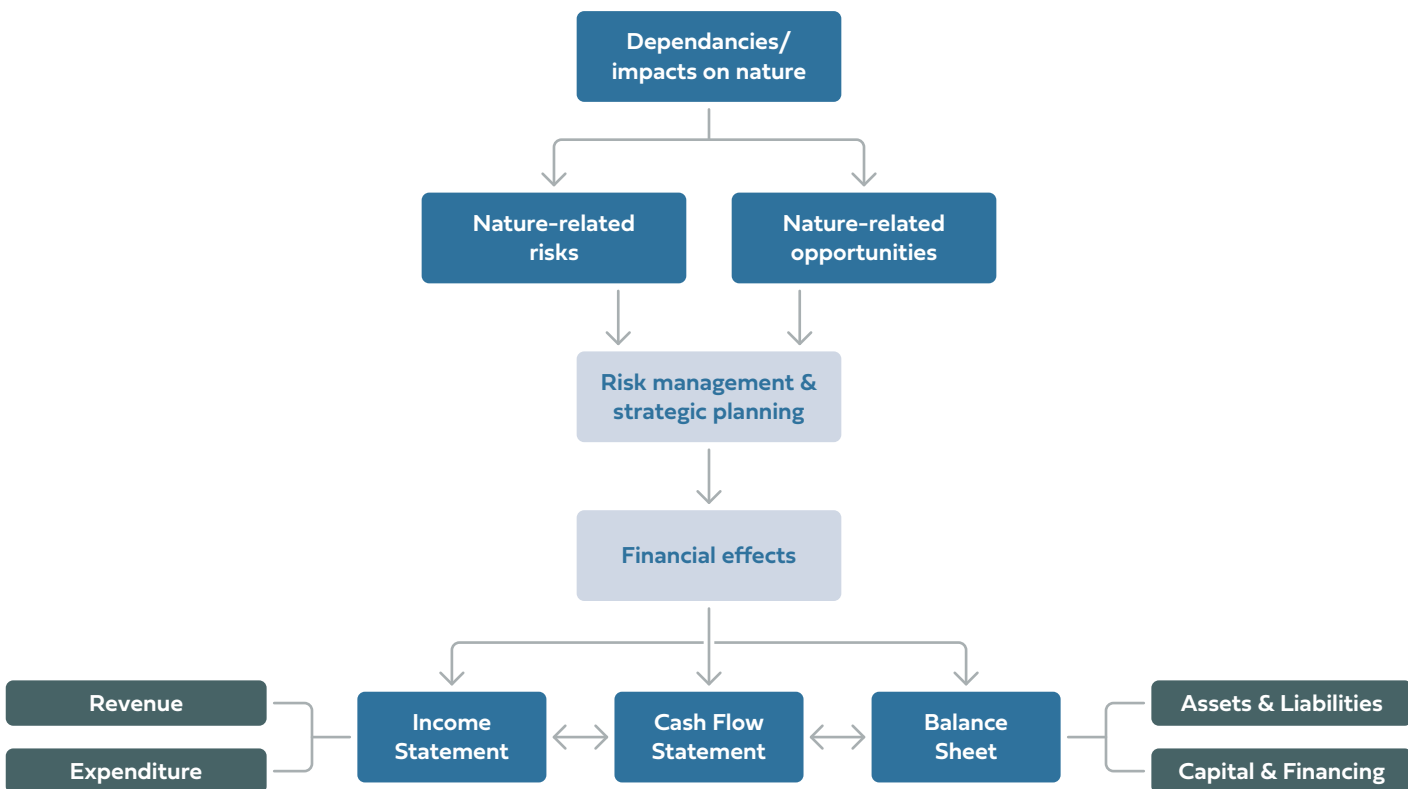 Dependancies/
impacts on nature
Nature-related
risks
Nature-related
opportunities
Risk management &
strategic planning
Financial effects
Revenue
Expenditure
Income
Statement
Cash Flow
Statement
Balance
Sheet
Assets & Liabilities
Capital & Financing